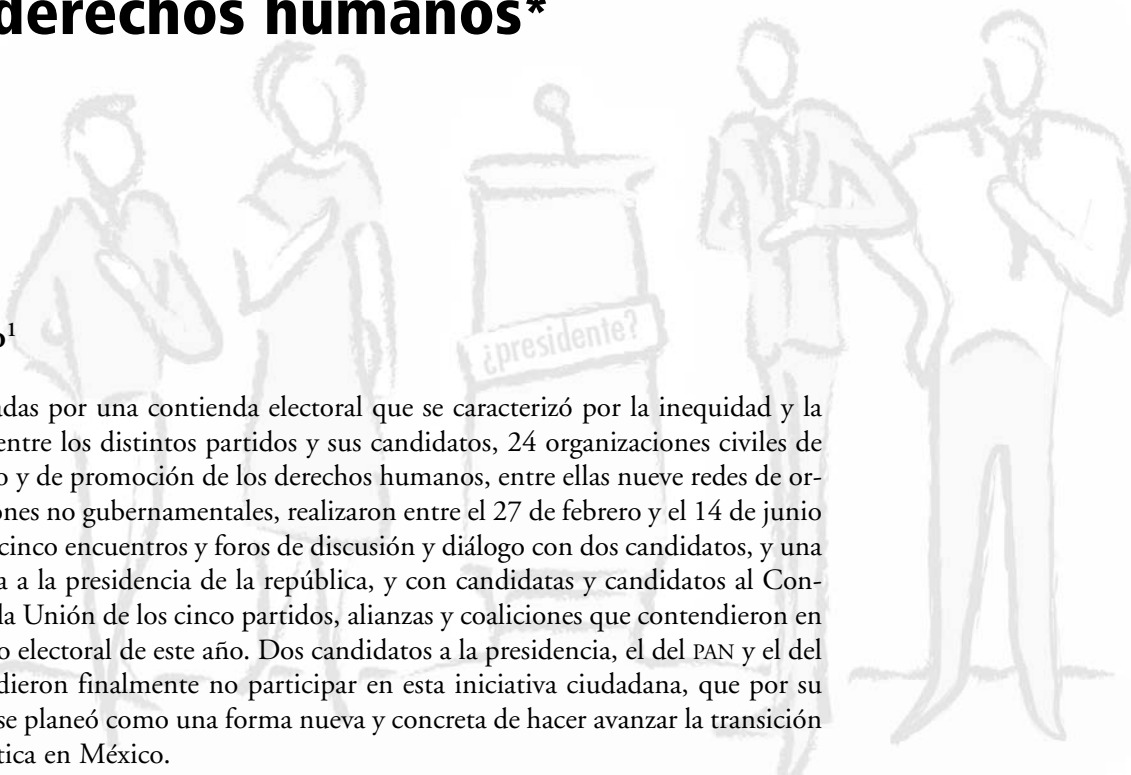 derechos humanos*
¿presidente?
o¹
adas por una contienda electoral que se caracterizó por la inequidad y la
entre los distintos partidos y sus candidatos, 24 organizaciones civiles de
o y de promoción de los derechos humanos, entre ellas nueve redes de or-
ones no gubernamentales, realizaron entre el 27 de febrero y el 14 de junio
cinco encuentros y foros de discusión y diálogo con dos candidatos, y una
a a la presidencia de la república, y con candidatas y candidatos al Con-
la Unión de los cinco partidos, alianzas y coaliciones que contendieron en
o electoral de este año. Dos candidatos a la presidencia, el del PAN y el del
dieron finalmente no participar en esta iniciativa ciudadana, que por su
se planeó como una forma nueva y concreta de hacer avanzar la transición
tica en México.